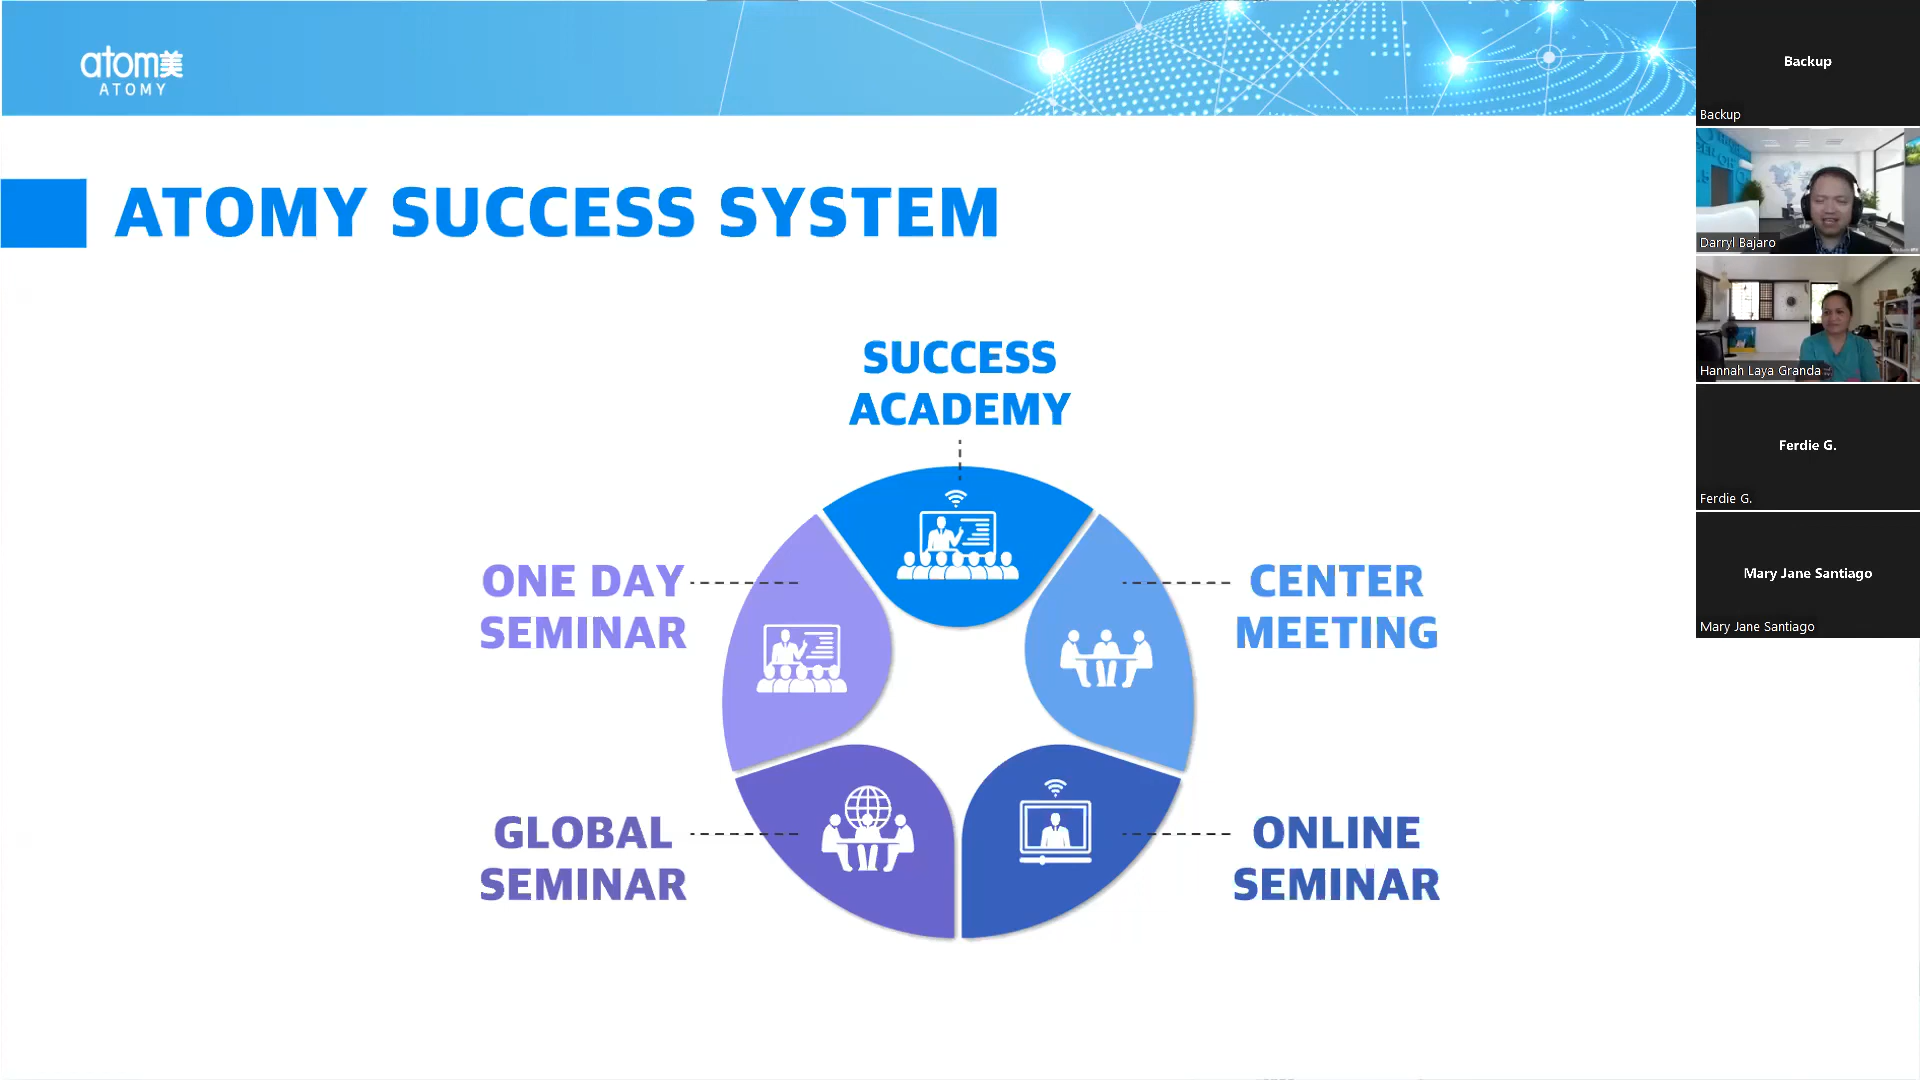 atom美
ATOMY
ATOMY SUCCESS SYSTEM
SUCCESS
ACADEMY
ONE DAY
SEMINAR
CENTER
MEETING
GLOBAL
SEMINAR
ONLINE
SEMINAR
Backup
Backup
Darryl Bajaro
Hannah Laya Granda
Ferdie G.
Ferdie G.
Mary Jane Santiago
Mary Jane Santiago